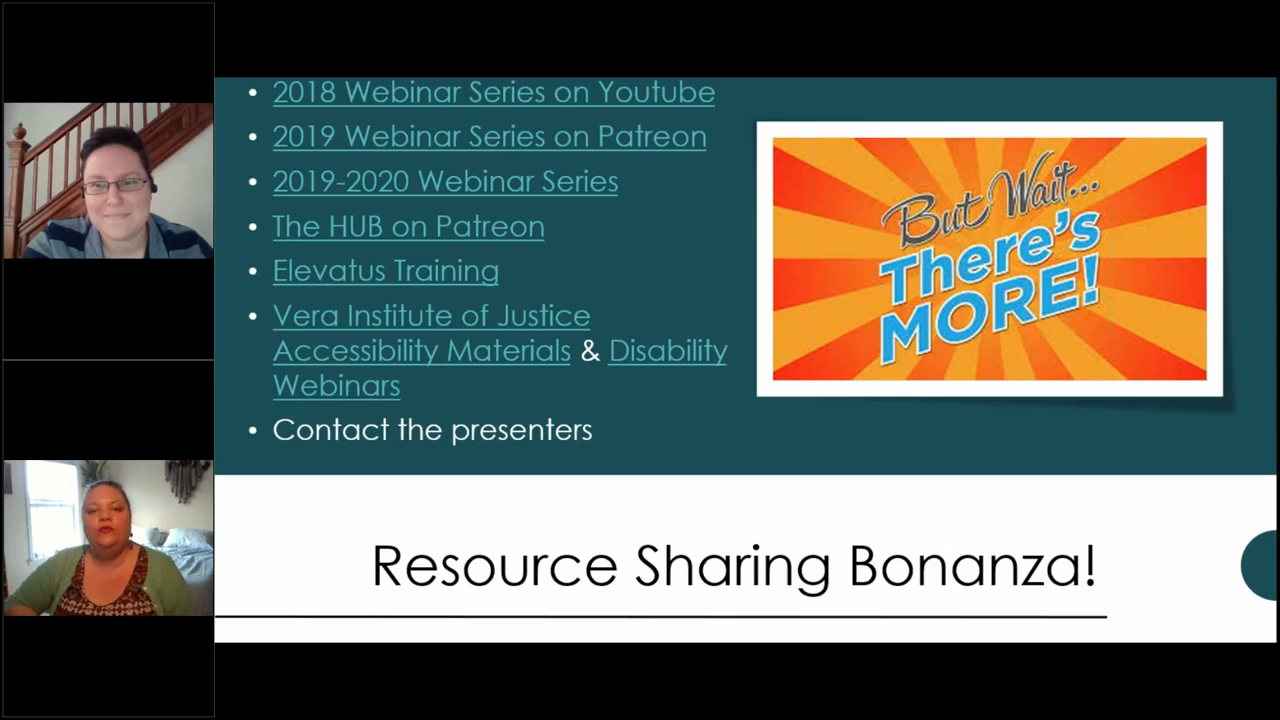 • 2018 Webinar Series on Youtube
• 2019 Webinar Series on Patreon
• 2019-2020 Webinar Series
• The HUB on Patreon
• Elevatus Training
• Vera Institute of Justice
Accessibility Materials & Disability
Webinars
• Contact the presenters
But Wait...
There's
MORE!
Resource Sharing Bonanza!